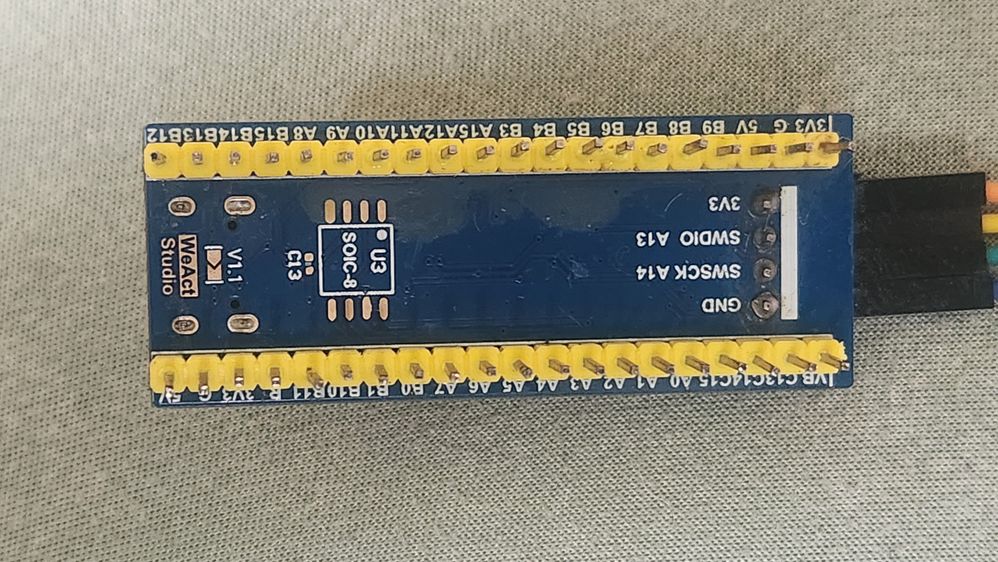 VB C13 C14 C15 A0 A1 A2 A3 A4 A5 A6 A7 B0 B1 B10 B11 R 3V3 G 5V
GND
SWSCK A14
SWDIO A13
3V3
U3
SOIC-8
C13
V1.1
WeAct
Studio
3V3 G 5V B9 B8 B7 B6 B5 B4 B3 A15 A12 A11 A10 A9 A8 B15 B14 B13 B12